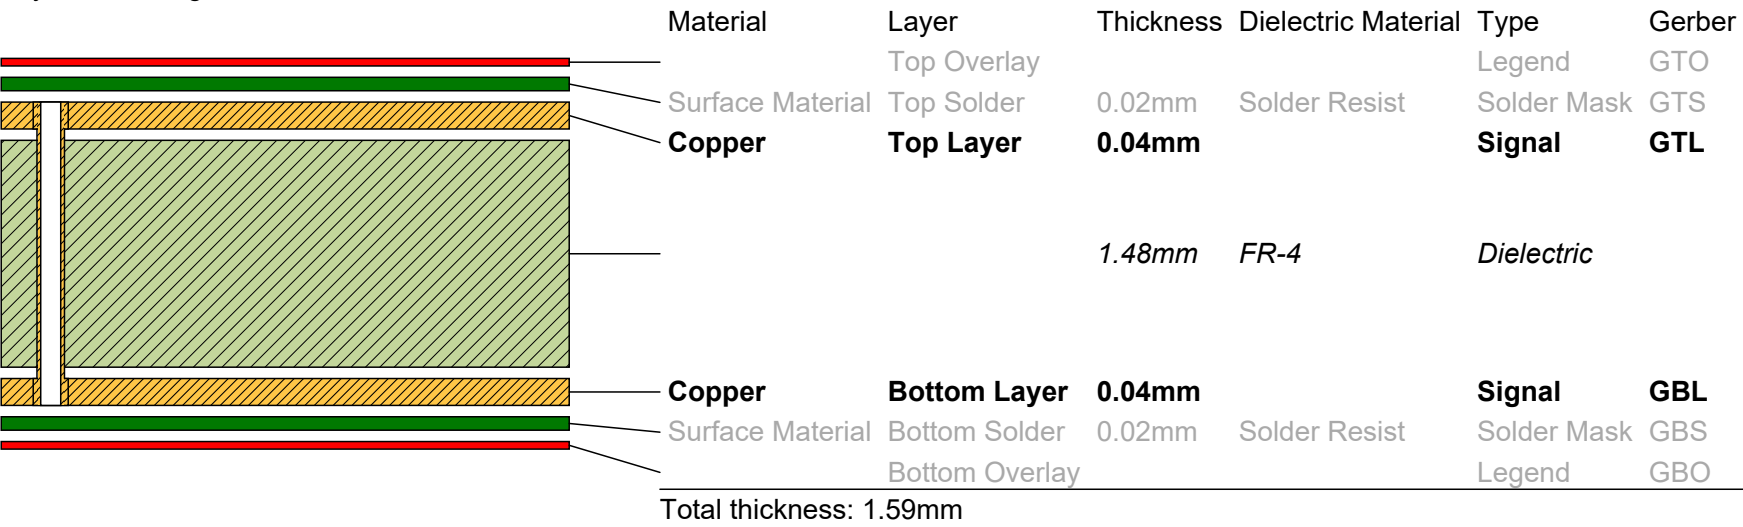 Material Layer Thickness Dielectric Material Type Gerber
Top Overlay Legend GTO
Surface Material Top Solder 0.02mm Solder Resist Solder Mask GTS
Copper Top Layer 0.04mm Signal GTL
1.48mm FR-4 Dielectric
Copper Bottom Layer 0.04mm Signal GBL
Surface Material Bottom Solder 0.02mm Solder Resist Solder Mask GBS
Bottom Overlay Legend GBO
Total thickness: 1.59mm